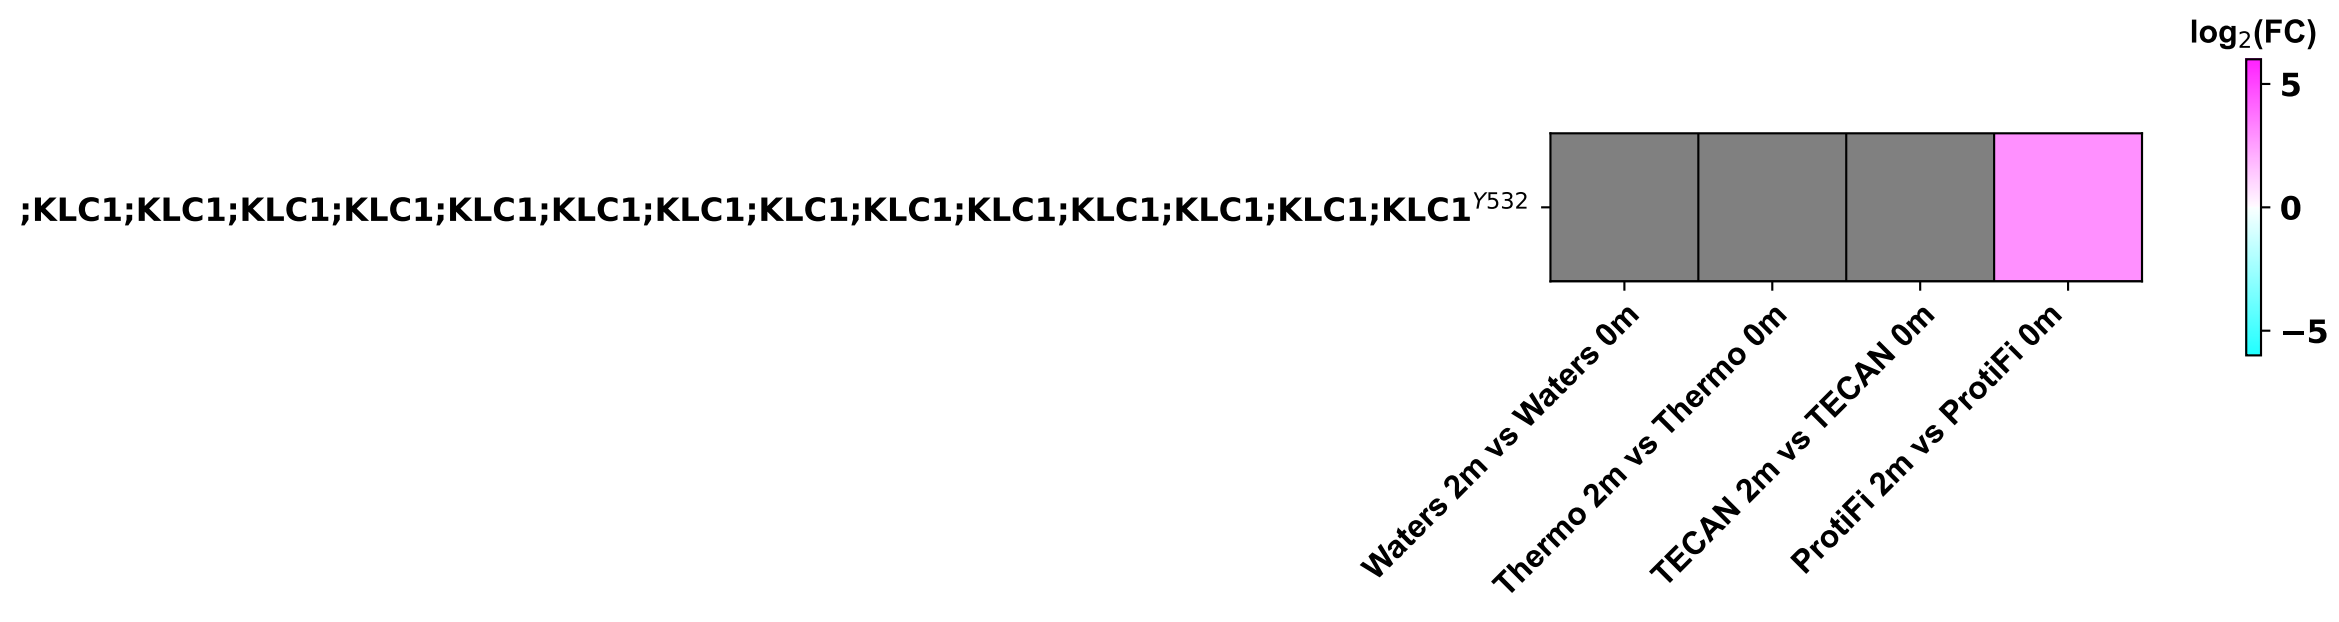 log₂(FC)
5
0
−5
;KLC1;KLC1;KLC1;KLC1;KLC1;KLC1;KLC1;KLC1;KLC1;KLC1;KLC1;KLC1;KLC1;KLC1 Y532
Waters 2m vs Waters 0m
Thermo 2m vs Thermo 0m
TECAN 2m vs TECAN 0m
ProtiFi 2m vs ProtiFi 0m